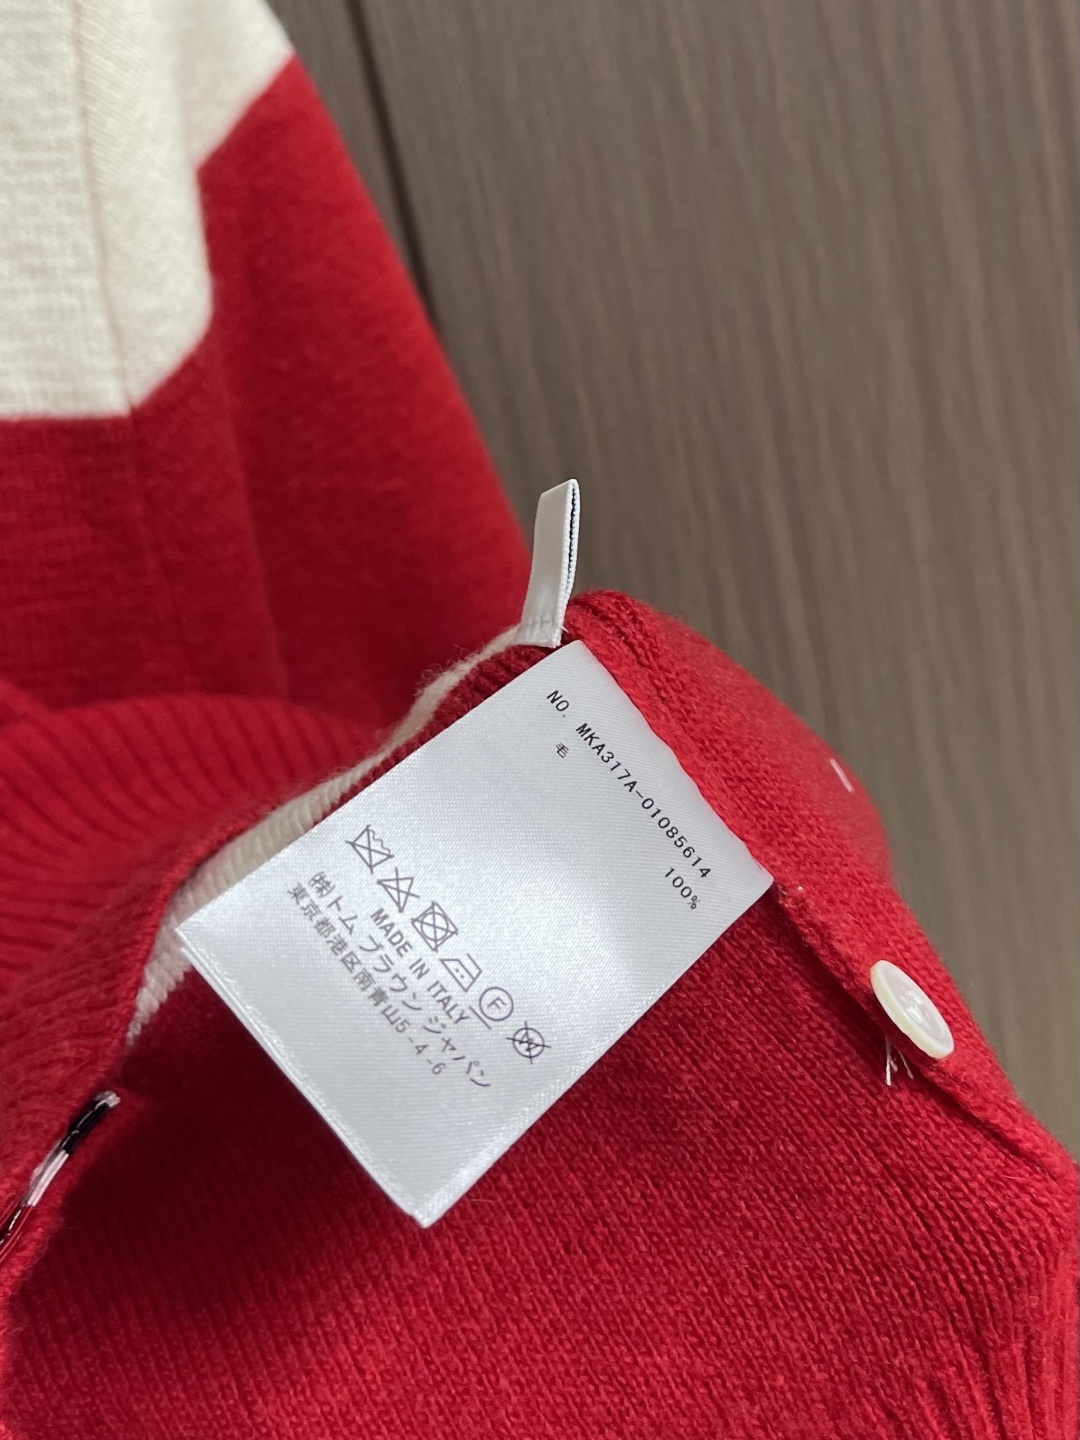 NO. MKA317A-01085614
毛 100%
F W
MADE IN ITALY
㈱トム ブラウン ジャパン
東京都港区南青山5-4-6